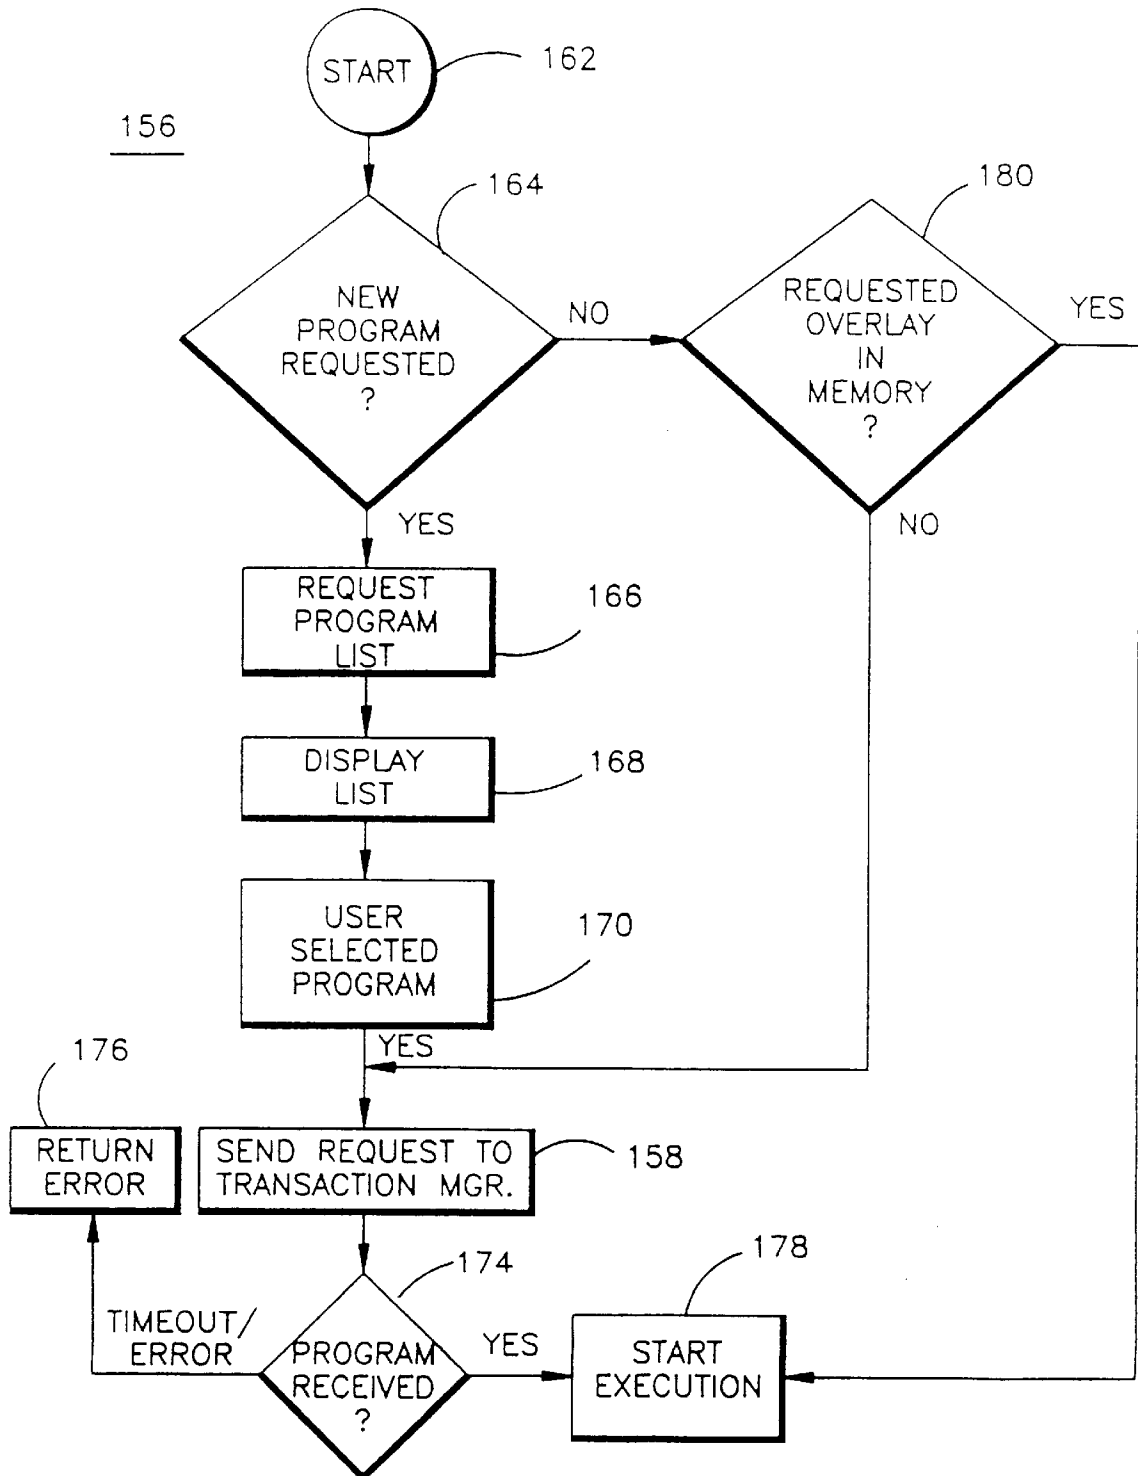 START
162
156
164
180
NEW
PROGRAM
REQUESTED
?
NO
REQUESTED
OVERLAY
IN
MEMORY
?
YES
YES
NO
REQUEST
PROGRAM
LIST
166
DISPLAY
LIST
168
USER
SELECTED
PROGRAM
170
YES
176
RETURN
ERROR
SEND REQUEST TO
TRANSACTION MGR.
158
174
178
TIMEOUT/
ERROR
PROGRAM
RECEIVED
?
YES
START
EXECUTION